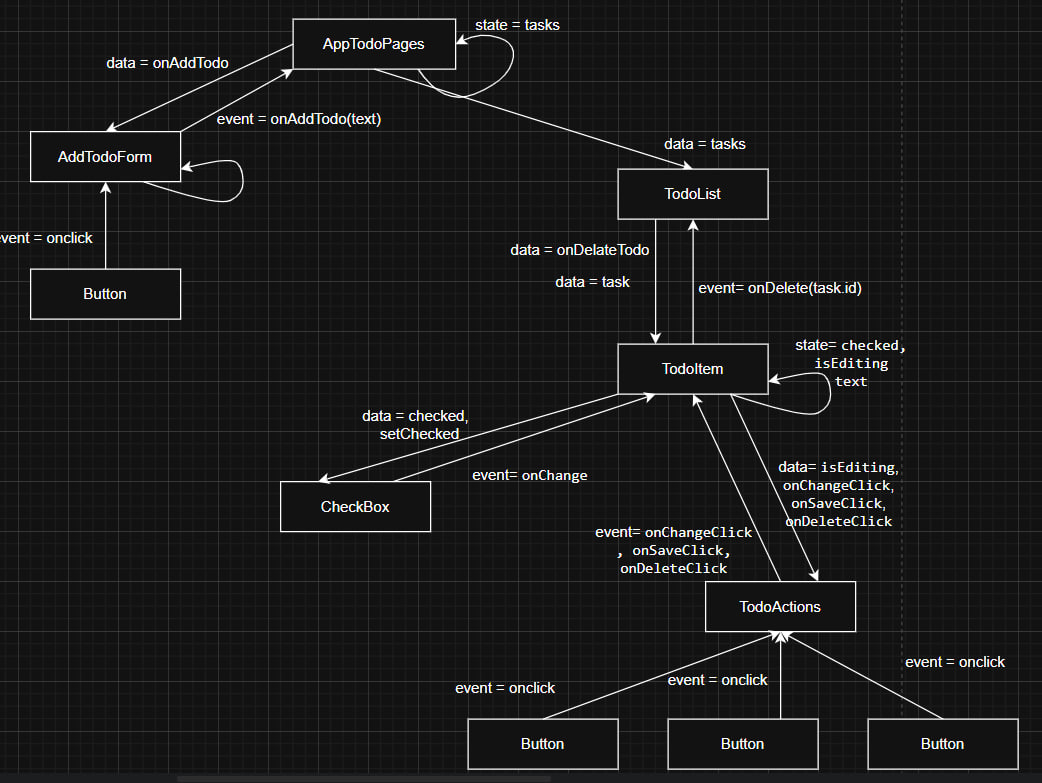 state = tasks
AppTodoPages
data = onAddTodo
event = onAddTodo(text)
data = tasks
AddTodoForm
TodoList
event = onclick
data = onDelateTodo
data = task
event= onDelete(task.id)
Button
state= checked,
isEditing
text
TodoItem
data = checked,
setChecked
event= onChange
data= isEditing,
onChangeClick,
onSaveClick,
onDeleteClick
CheckBox
event= onChangeClick
, onSaveClick,
onDeleteClick
TodoActions
event = onclick
event = onclick
event = onclick
Button
Button
Button